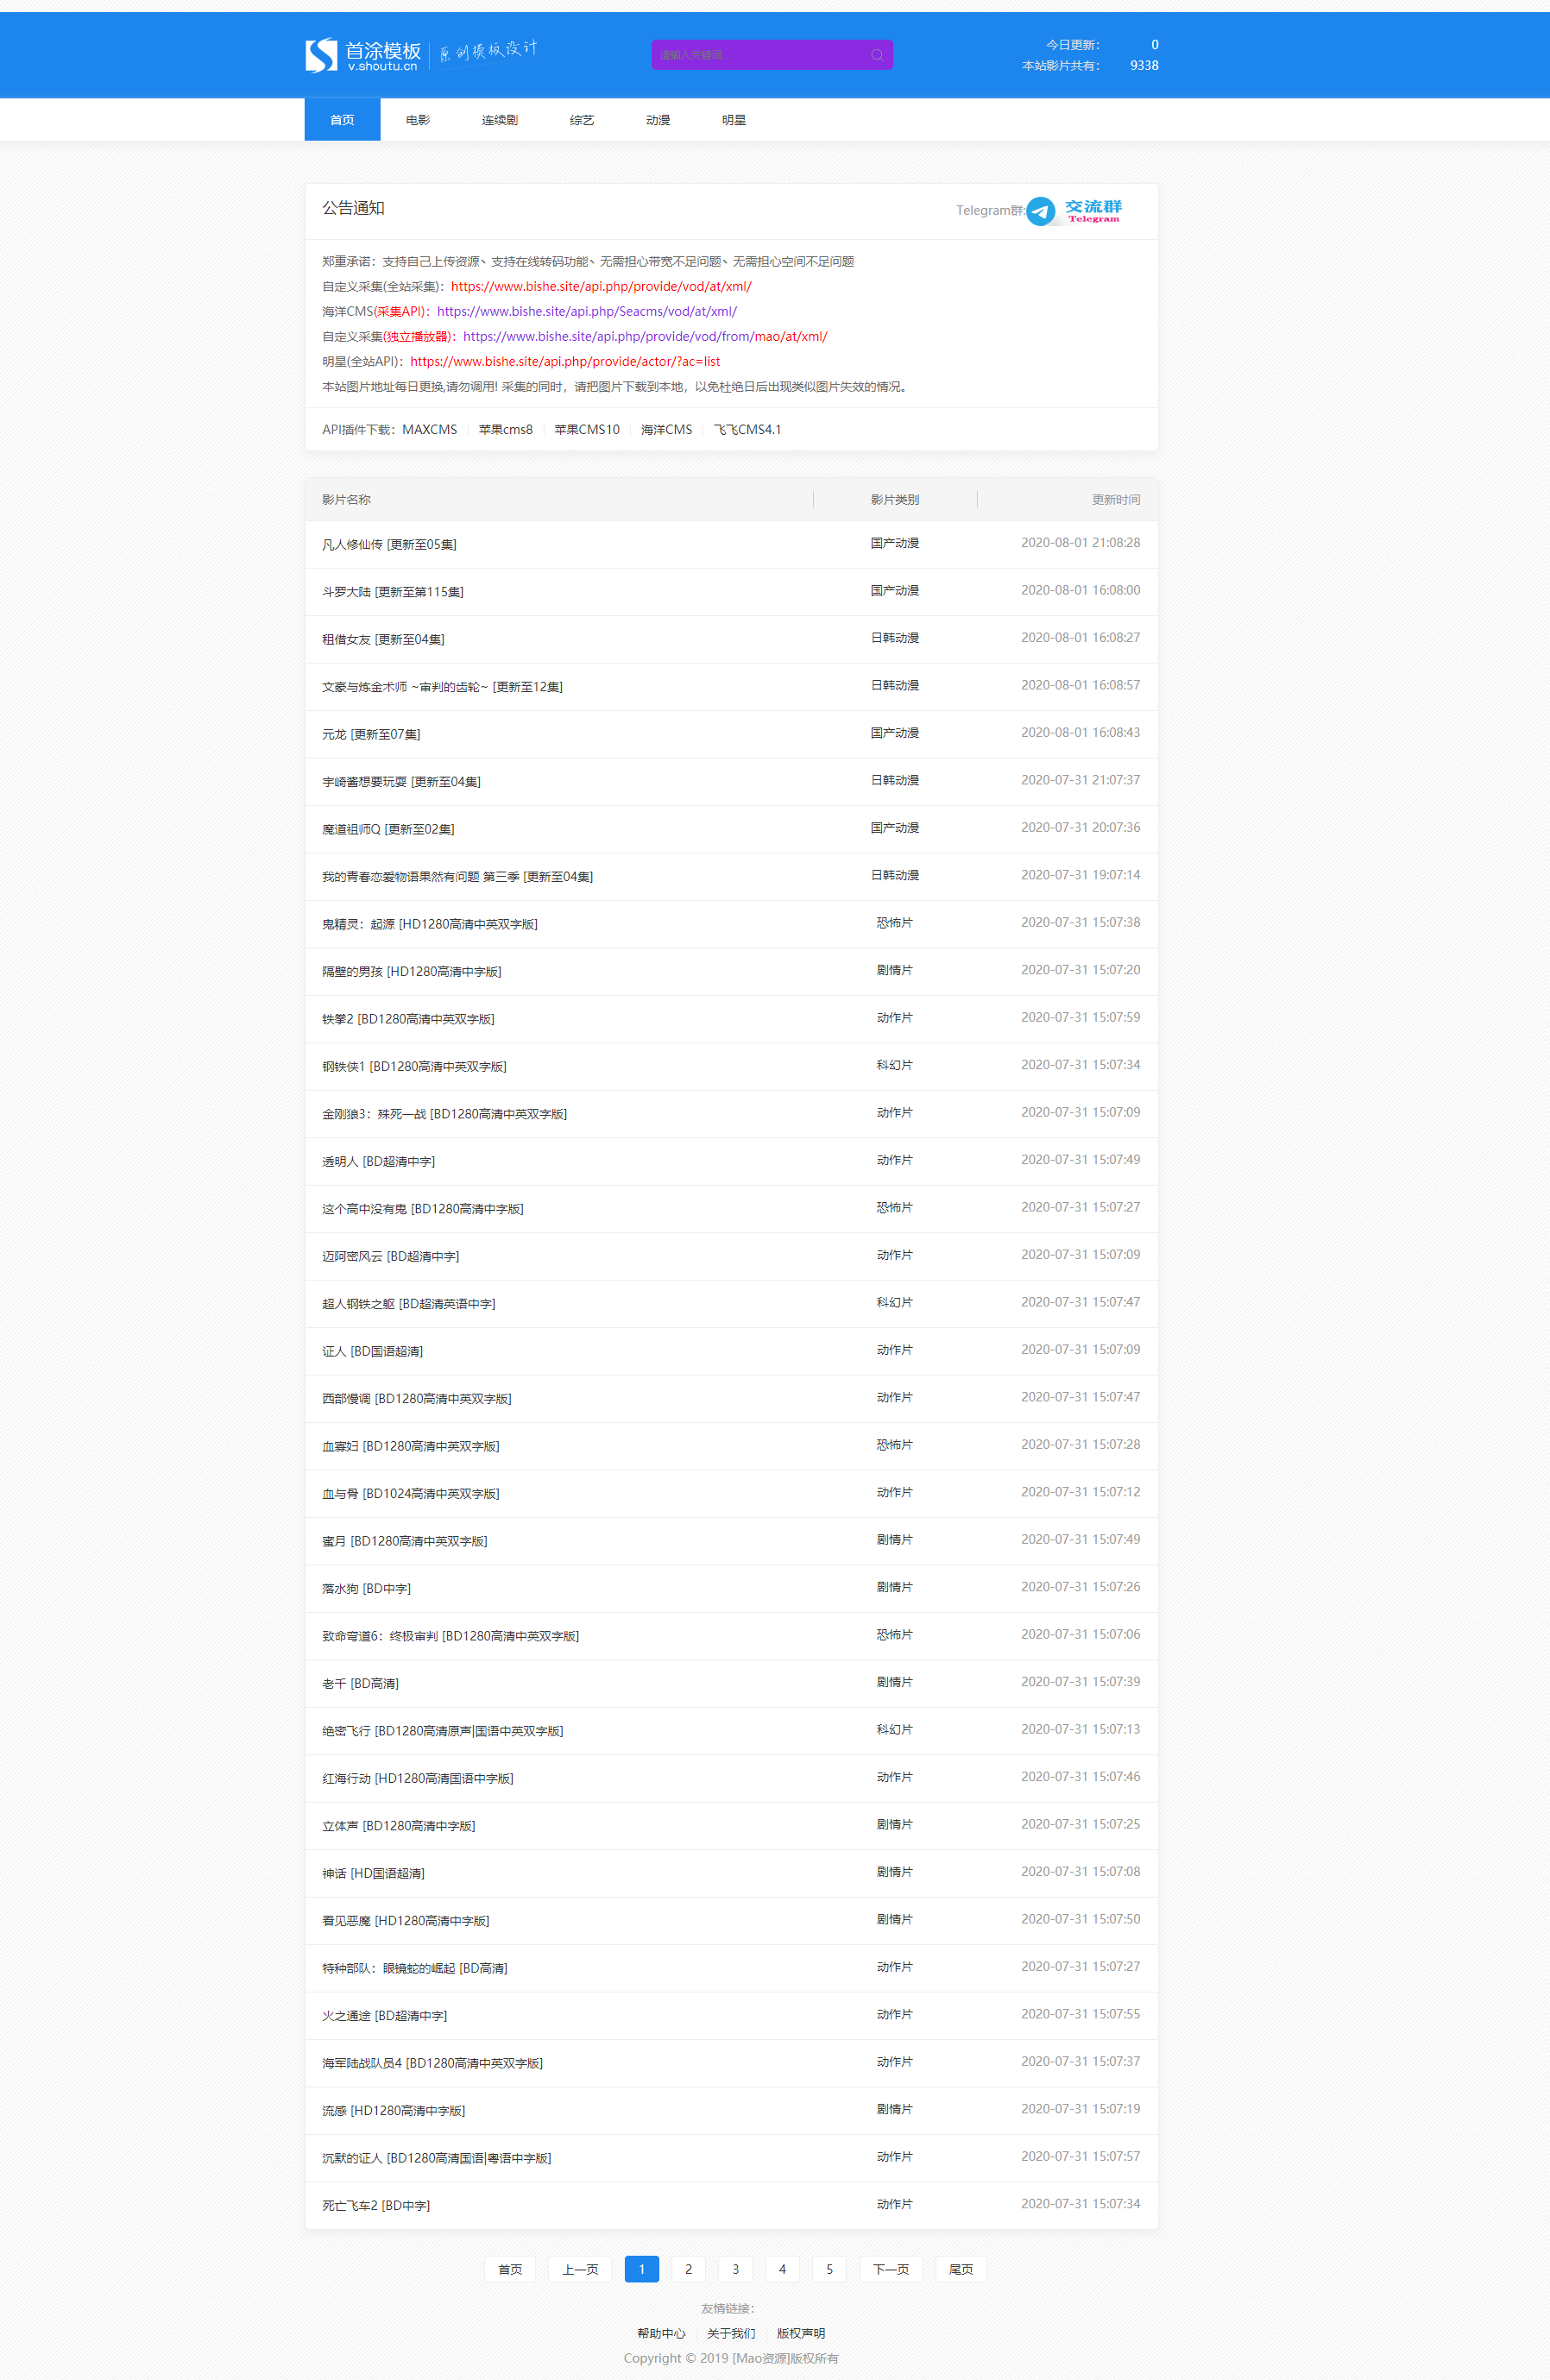 首涂模板 原创模板设计
v.shoutu.cn
请输入关键词...
今日更新： 0
本站影片共有： 9338
首页 电影 连续剧 综艺 动漫 明星
公告通知 Telegram群: 交流群 Telegram
郑重承诺：支持自己上传资源丶支持在线转码功能丶无需担心带宽不足问题丶无需担心空间不足问题
自定义采集(全站采集)：https://www.bishe.site/api.php/provide/vod/at/xml/
海洋CMS(采集API)：https://www.bishe.site/api.php/Seacms/vod/at/xml/
自定义采集(独立播放器)：https://www.bishe.site/api.php/provide/vod/from/mao/at/xml/
明星(全站API)：https://www.bishe.site/api.php/provide/actor/?ac=list
本站图片地址每日更换,请勿调用! 采集的同时，请把图片下载到本地，以免杜绝日后出现类似图片失效的情况。
API插件下载：MAXCMS 苹果cms8 苹果CMS10 海洋CMS 飞飞CMS4.1
影片名称 影片类别 更新时间
凡人修仙传 [更新至05集] 国产动漫 2020-08-01 21:08:28
斗罗大陆 [更新至第115集] 国产动漫 2020-08-01 16:08:00
租借女友 [更新至04集] 日韩动漫 2020-08-01 16:08:27
文豪与炼金术师 ~审判的齿轮~ [更新至12集] 日韩动漫 2020-08-01 16:08:57
元龙 [更新至07集] 国产动漫 2020-08-01 16:08:43
宇崎酱想要玩耍 [更新至04集] 日韩动漫 2020-07-31 21:07:37
魔道祖师Q [更新至02集] 国产动漫 2020-07-31 20:07:36
我的青春恋爱物语果然有问题 第三季 [更新至04集] 日韩动漫 2020-07-31 19:07:14
鬼精灵：起源 [HD1280高清中英双字版] 恐怖片 2020-07-31 15:07:38
隔壁的男孩 [HD1280高清中字版] 剧情片 2020-07-31 15:07:20
铁拳2 [BD1280高清中英双字版] 动作片 2020-07-31 15:07:59
钢铁侠1 [BD1280高清中英双字版] 科幻片 2020-07-31 15:07:34
金刚狼3：殊死一战 [BD1280高清中英双字版] 动作片 2020-07-31 15:07:09
透明人 [BD超清中字] 动作片 2020-07-31 15:07:49
这个高中没有鬼 [BD1280高清中字版] 恐怖片 2020-07-31 15:07:27
迈阿密风云 [BD超清中字] 动作片 2020-07-31 15:07:09
超人钢铁之躯 [BD超清英语中字] 科幻片 2020-07-31 15:07:47
证人 [BD国语超清] 动作片 2020-07-31 15:07:09
西部慢调 [BD1280高清中英双字版] 动作片 2020-07-31 15:07:47
血寡妇 [BD1280高清中英双字版] 恐怖片 2020-07-31 15:07:28
血与骨 [BD1024高清中英双字版] 动作片 2020-07-31 15:07:12
蜜月 [BD1280高清中英双字版] 剧情片 2020-07-31 15:07:49
落水狗 [BD中字] 剧情片 2020-07-31 15:07:26
致命弯道6：终极审判 [BD1280高清中英双字版] 恐怖片 2020-07-31 15:07:06
老千 [BD高清] 剧情片 2020-07-31 15:07:39
绝密飞行 [BD1280高清原声|国语中英双字版] 科幻片 2020-07-31 15:07:13
红海行动 [HD1280高清国语中字版] 动作片 2020-07-31 15:07:46
立体声 [BD1280高清中字版] 剧情片 2020-07-31 15:07:25
神话 [HD国语超清] 剧情片 2020-07-31 15:07:08
看见恶魔 [HD1280高清中字版] 剧情片 2020-07-31 15:07:50
特种部队：眼镜蛇的崛起 [BD高清] 动作片 2020-07-31 15:07:27
火之通途 [BD超清中字] 动作片 2020-07-31 15:07:55
海军陆战队员4 [BD1280高清中英双字版] 动作片 2020-07-31 15:07:37
流感 [HD1280高清中字版] 剧情片 2020-07-31 15:07:19
沉默的证人 [BD1280高清国语|粤语中字版] 动作片 2020-07-31 15:07:57
死亡飞车2 [BD中字] 动作片 2020-07-31 15:07:34
首页 上一页 1 2 3 4 5 下一页 尾页
友情链接：
帮助中心 关于我们 版权声明
Copyright © 2019 [Mao资源]版权所有